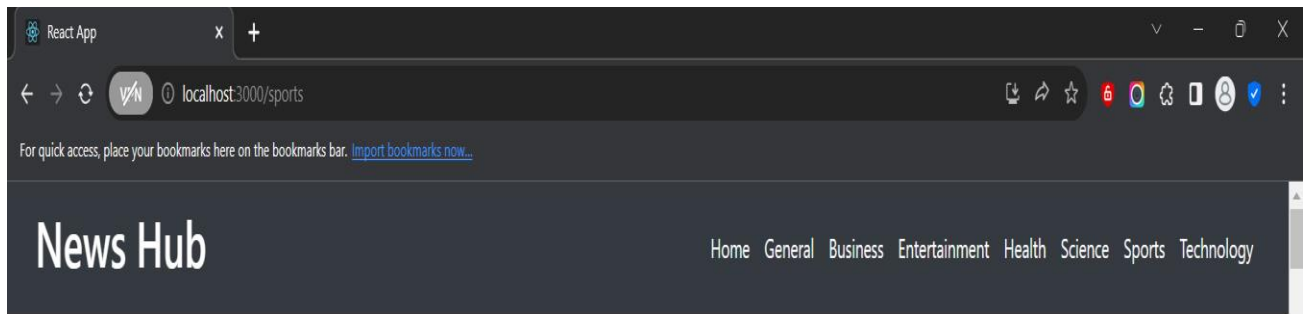 React App
VPN localhost:3000/sports
For quick access, place your bookmarks here on the bookmarks bar. Import bookmarks now...
News Hub
Home General Business Entertainment Health Science Sports Technology